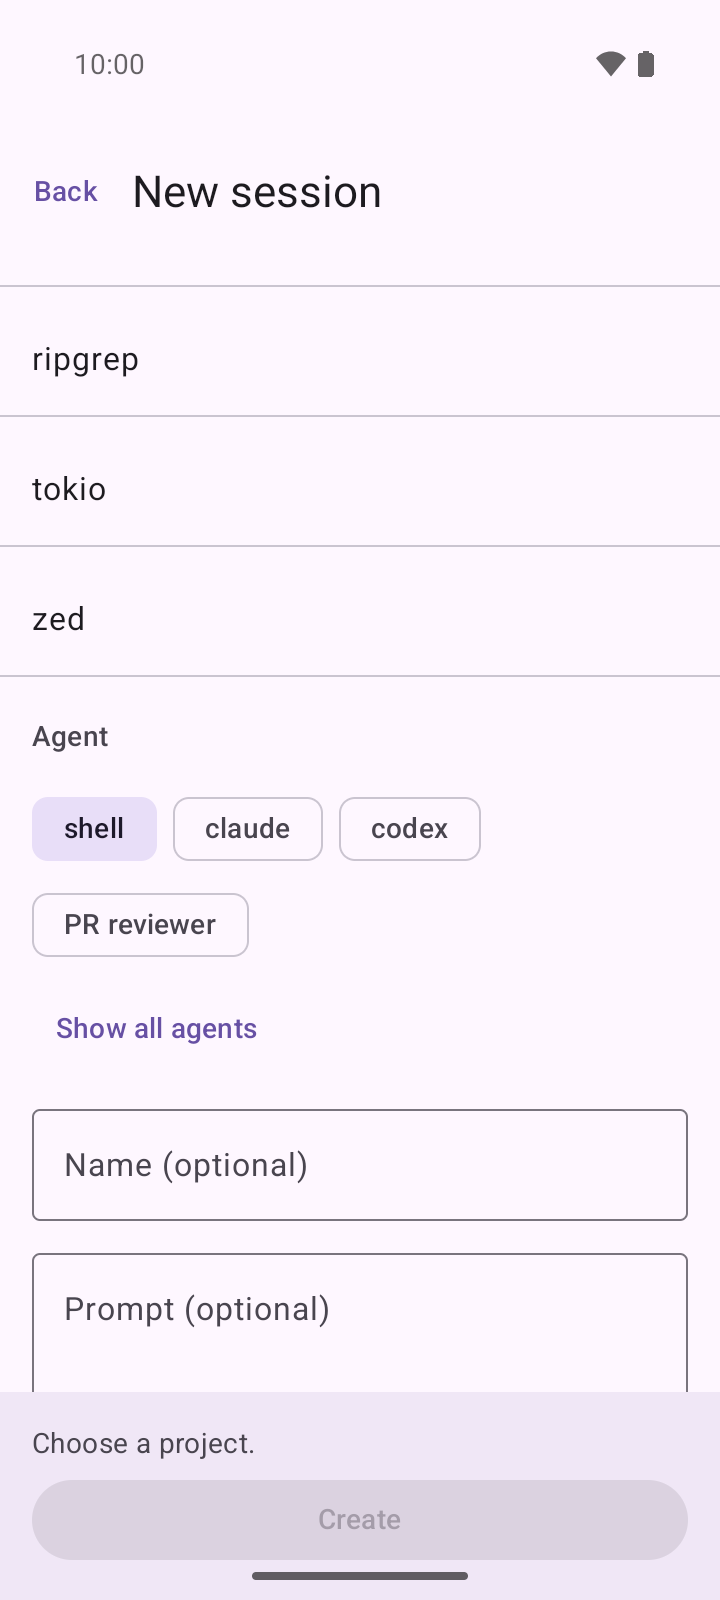 10:00
Back New session
ripgrep
tokio
zed
Agent
shell claude codex
PR reviewer
Show all agents
Name (optional)
Prompt (optional)
Choose a project.
Create